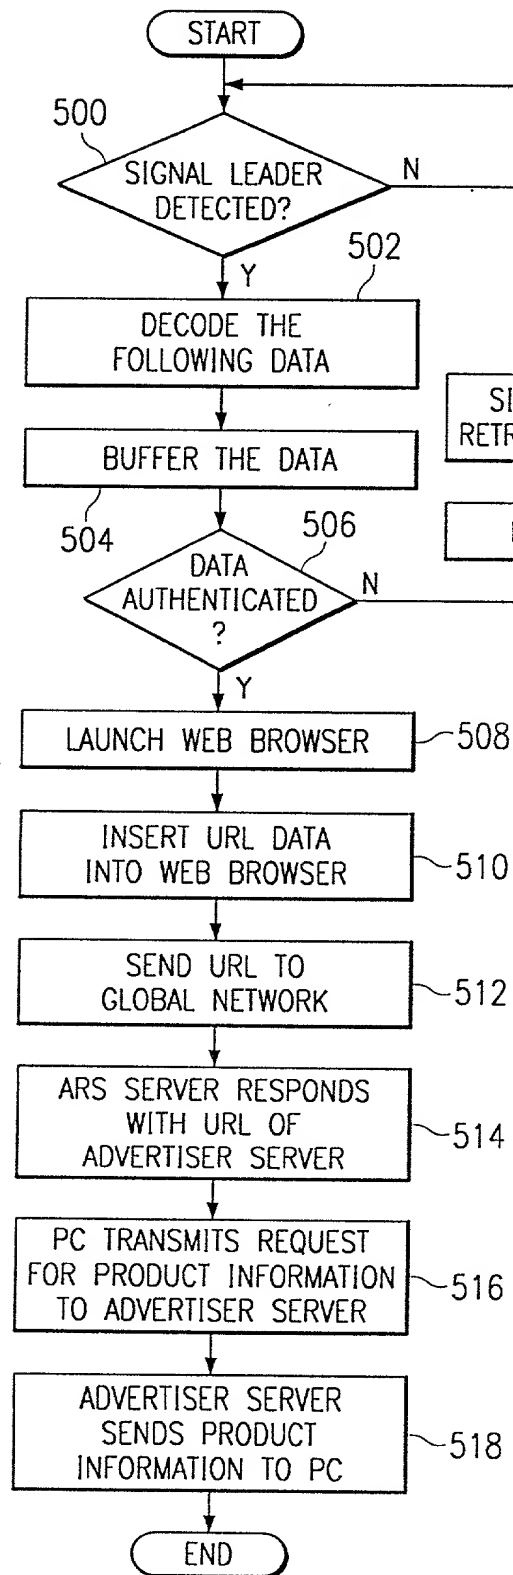 START
500
SIGNAL LEADER
DETECTED?
N
Y
502
DECODE THE
FOLLOWING DATA
BUFFER THE DATA
504
506
DATA
AUTHENTICATED
?
N
Y
LAUNCH WEB BROWSER
508
INSERT URL DATA
INTO WEB BROWSER
510
SEND URL TO
GLOBAL NETWORK
512
ARS SERVER RESPONDS
WITH URL OF
ADVERTISER SERVER
514
PC TRANSMITS REQUEST
FOR PRODUCT INFORMATION
TO ADVERTISER SERVER
516
ADVERTISER SERVER
SENDS PRODUCT
INFORMATION TO PC
518
END